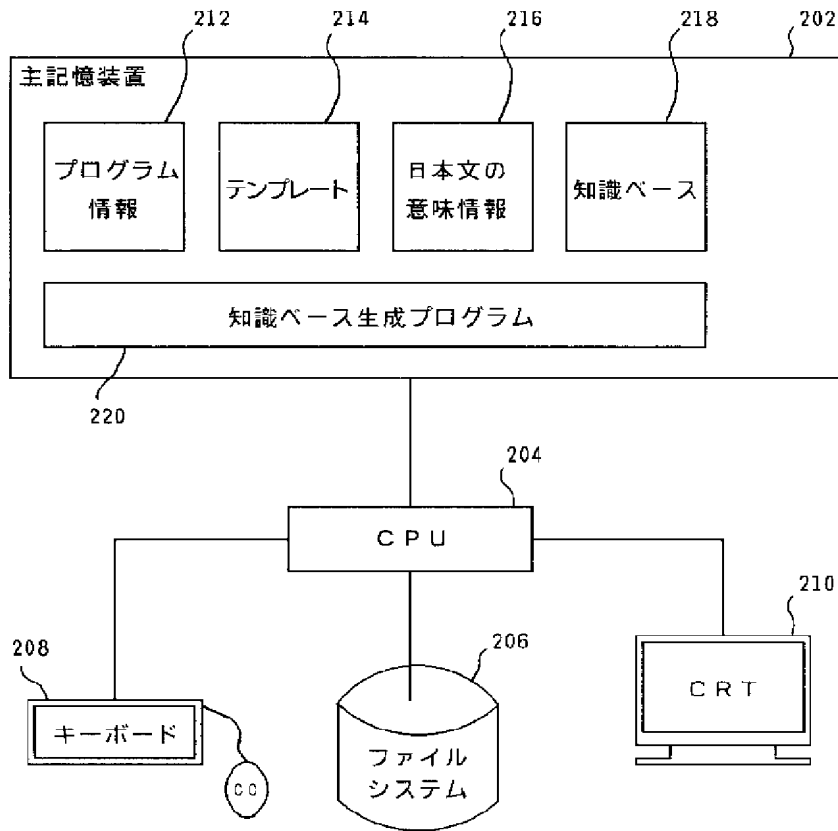 212
214
216
218
202
主記憶装置
プログラム
情報
テンプレート
日本文の
意味情報
知識ベース
知識ベース生成プログラム
220
204
CPU
210
208
206
CRT
キーボード
ファイル
システム